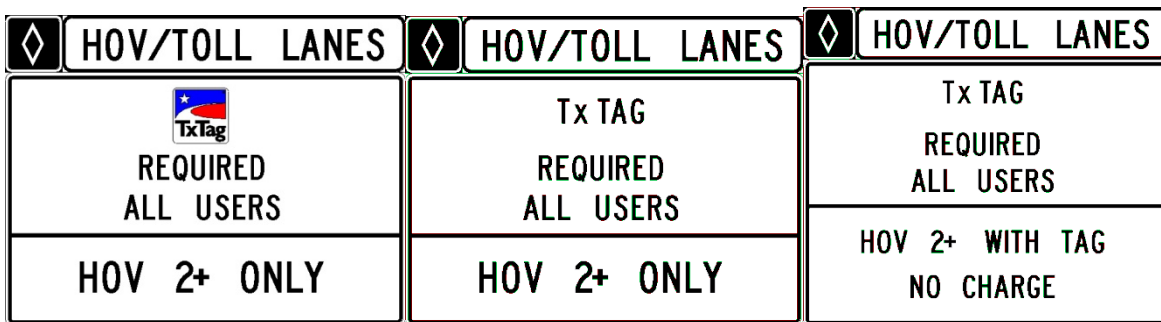 HOV/TOLL LANES
TxTag
REQUIRED
ALL USERS
HOV 2+ ONLY
HOV/TOLL LANES
Tx TAG
REQUIRED
ALL USERS
HOV 2+ ONLY
HOV/TOLL LANES
Tx TAG
REQUIRED
ALL USERS
HOV 2+ WITH TAG
NO CHARGE